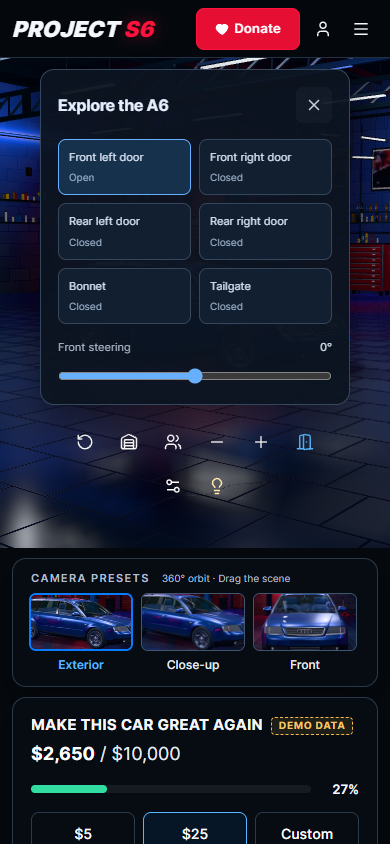 PROJECT S6
Donate
Explore the A6
Front left door
Open
Front right door
Closed
Rear left door
Closed
Rear right door
Closed
Bonnet
Closed
Tailgate
Closed
Front steering 0°
CAMERA PRESETS 360° orbit · Drag the scene
Exterior
Close-up
Front
MAKE THIS CAR GREAT AGAIN DEMO DATA
$2,650 / $10,000
27%
$5
$25
Custom